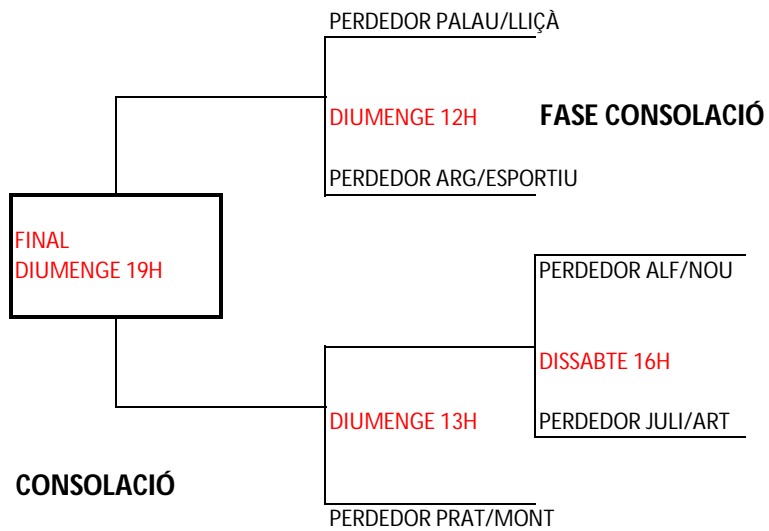 PERDEDOR PALAU/LLIÇÀ
DIUMENGE 12H
FASE CONSOLACIÓ
PERDEDOR ARG/ESPORTIU
FINAL
DIUMENGE 19H
PERDEDOR ALF/NOU
DISSABTE 16H
DIUMENGE 13H
PERDEDOR JULI/ART
CONSOLACIÓ
PERDEDOR PRAT/MONT